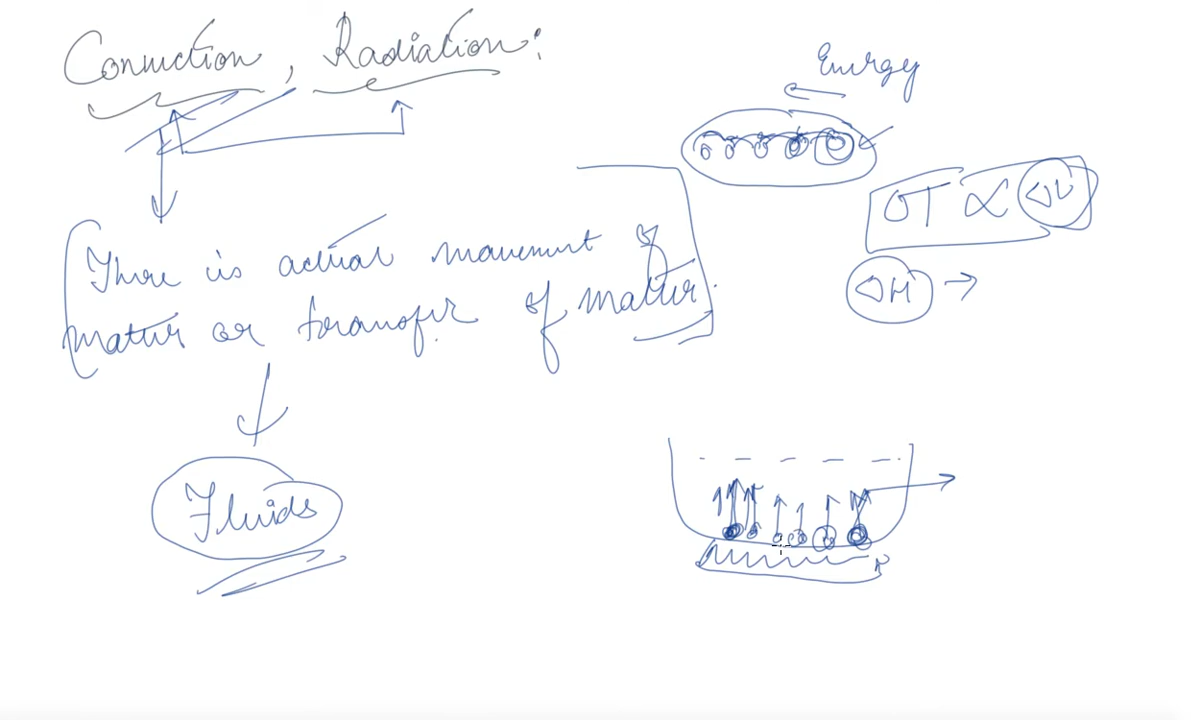 Convection, Radiation:
Energy
ΔT ∝ ΔU
ΔH →
There is actual movement of
matter or transfer of matter.
Fluids